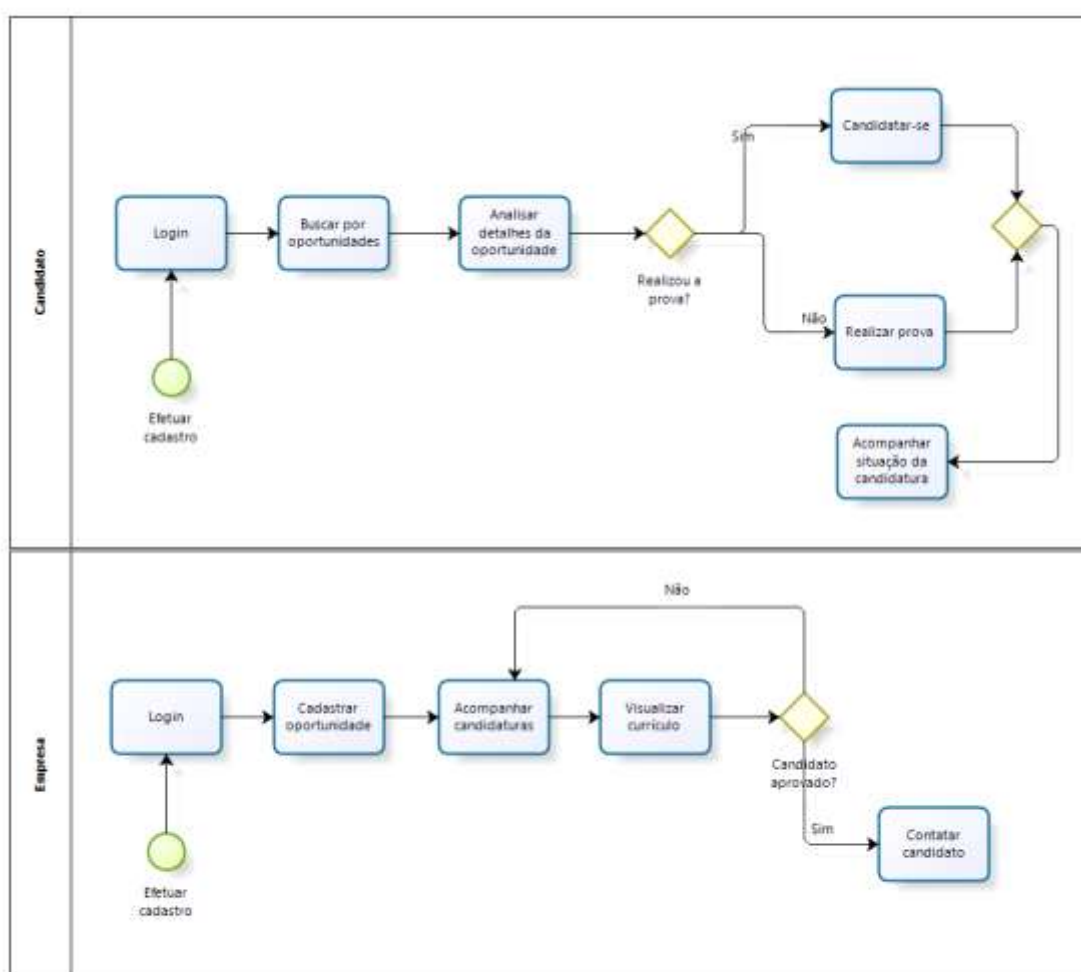 Candidato
Login
Buscar por
oportunidades
Analisar
detalhes da
oportunidade
Realizou a
prova?
Sim
Candidatar-se
Não
Realizar prova
Acompanhar
situação da
candidatura
Efetuar
cadastro
Empresa
Não
Login
Cadastrar
oportunidade
Acompanhar
candidaturas
Visualizar
currículo
Candidato
aprovado?
Sim
Contatar
candidato
Efetuar
cadastro